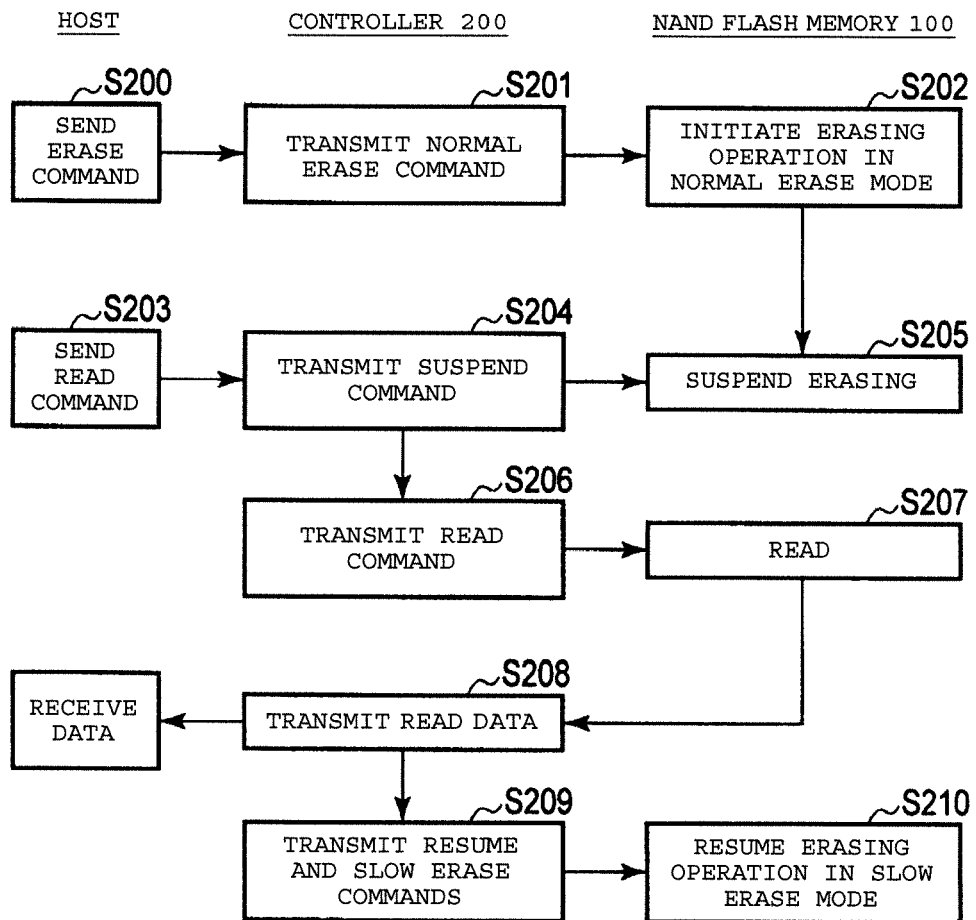 HOST
CONTROLLER 200
NAND FLASH MEMORY 100
S200
SEND
ERASE
COMMAND
S201
TRANSMIT NORMAL
ERASE COMMAND
S202
INITIATE ERASING
OPERATION IN
NORMAL ERASE MODE
S203
SEND
READ
COMMAND
S204
TRANSMIT SUSPEND
COMMAND
S205
SUSPEND ERASING
S206
TRANSMIT READ
COMMAND
S207
READ
RECEIVE
DATA
S208
TRANSMIT READ DATA
S209
TRANSMIT RESUME
AND SLOW ERASE
COMMANDS
S210
RESUME ERASING
OPERATION IN SLOW
ERASE MODE